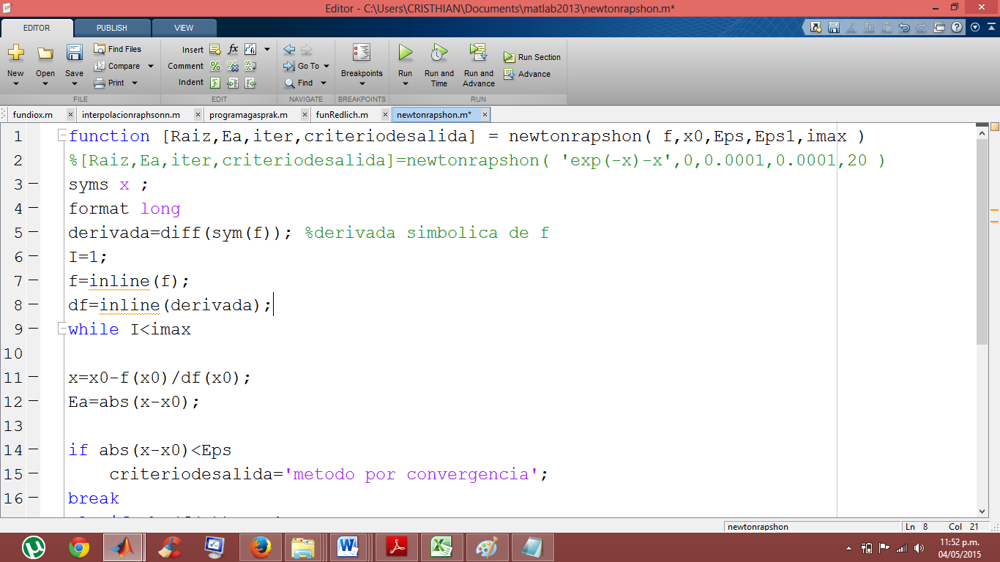 Editor - C:\Users\CRISTHIAN\Documents\matlab2013\newtonrapshon.m*
EDITOR PUBLISH VIEW
New Open Save Find Files Compare Print
Insert fx Comment Indent
Go To Find
Breakpoints
Run Run and Time Run and Advance Run Section Advance
FILE EDIT NAVIGATE BREAKPOINTS RUN
fundiox.m interpolacionraphsonn.m programagasprak.m funRedlich.m newtonrapshon.m*
1 function [Raiz,Ea,iter,criteriodesalida] = newtonrapshon( f,x0,Eps,Eps1,imax )
2 %[Raiz,Ea,iter,criteriodesalida]=newtonrapshon( 'exp(-x)-x',0,0.0001,0.0001,20 )
3 syms x ;
4 format long
5 derivada=diff(sym(f)); %derivada simbolica de f
6 I=1;
7 f=inline(f);
8 df=inline(derivada);
9 while I<imax
10
11 x=x0-f(x0)/df(x0);
12 Ea=abs(x-x0);
13
14 if abs(x-x0)<Eps
15 criteriodesalida='metodo por convergencia';
16 break
newtonrapshon Ln 8 Col 21
11:52 p.m.
04/05/2015